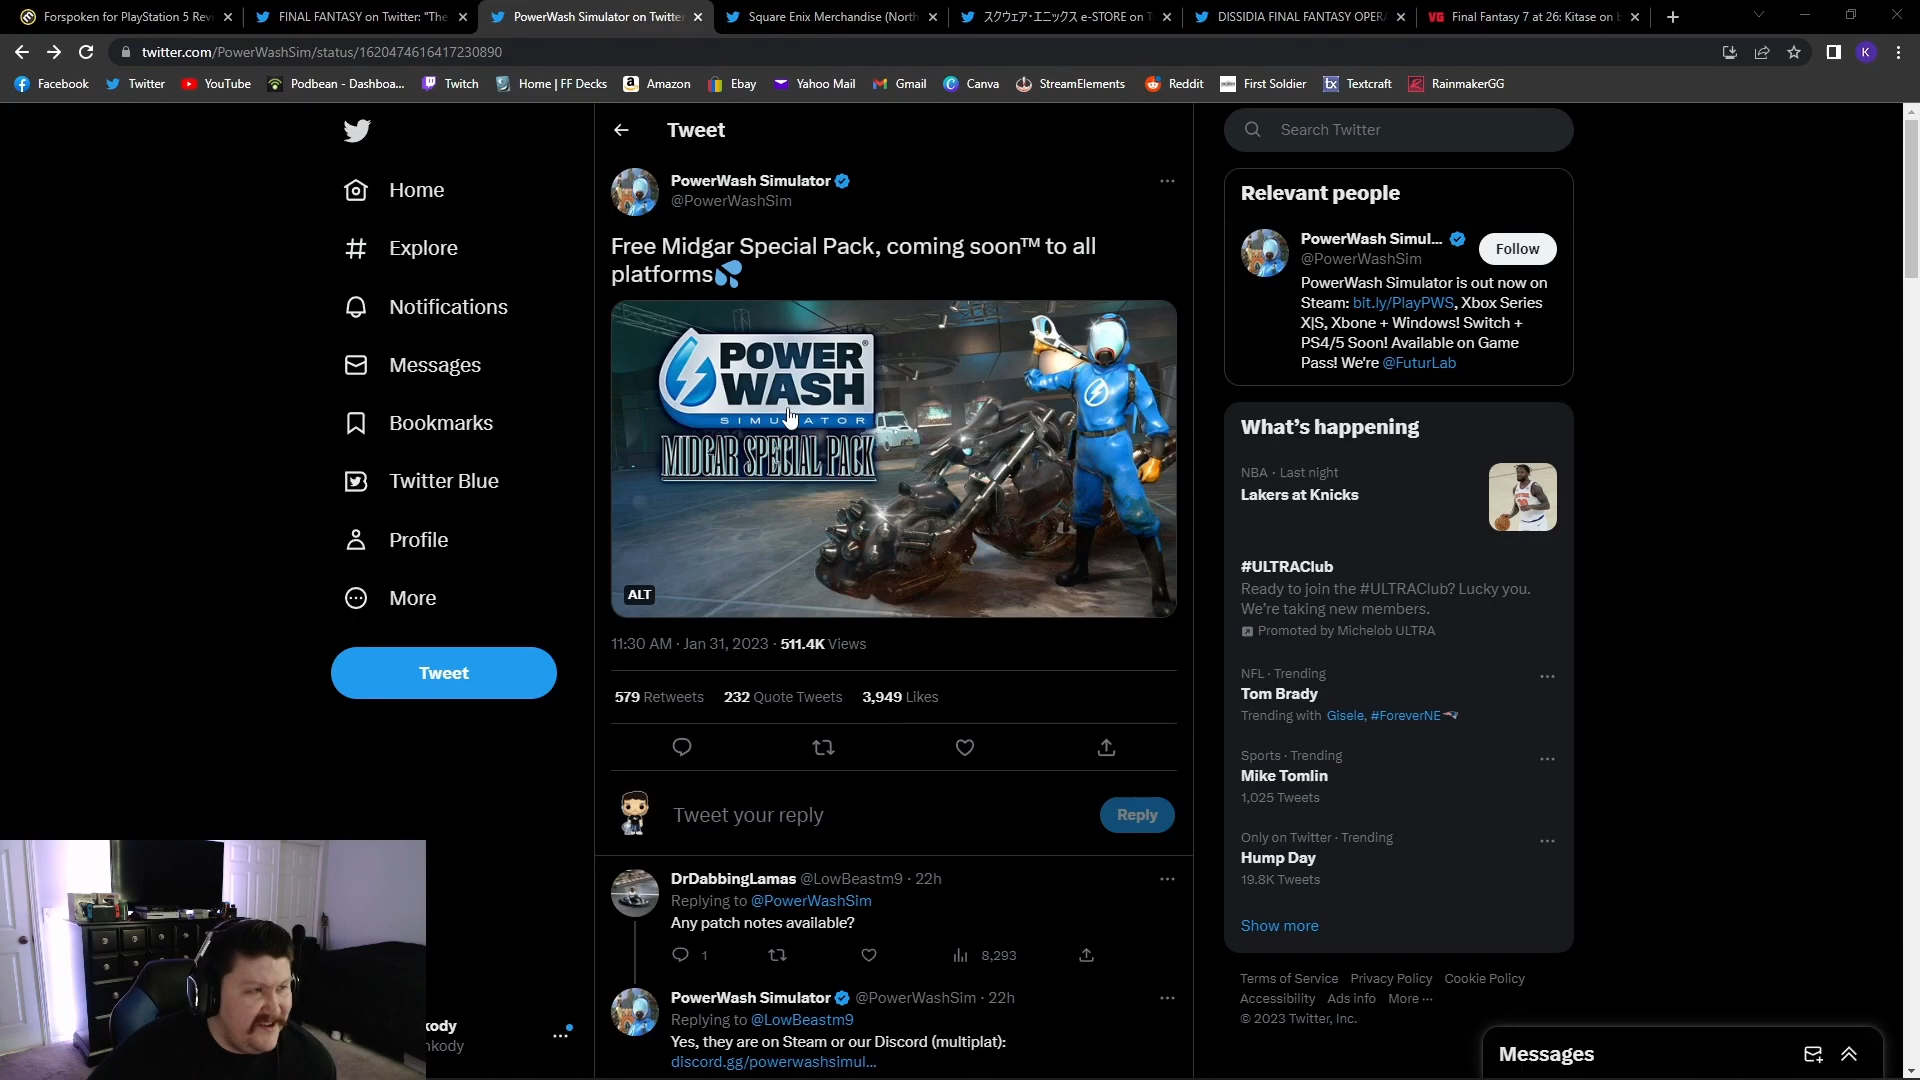 Forspoken for PlayStation 5 Rev
FINAL FANTASY on Twitter: "The
PowerWash Simulator on Twitte
Square Enix Merchandise (North
スクウェア・エニックス e-STORE on T
DISSIDIA FINAL FANTASY OPER
VG Final Fantasy 7 at 26: Kitase on b
twitter.com/PowerWashSim/status/1620474616417230890
K
Facebook Twitter YouTube Podbean - Dashboa... Twitch Home | FF Decks Amazon Ebay Yahoo Mail Gmail Canva StreamElements Reddit First Soldier Textcraft RainmakerGG
Home
Explore
Notifications
Messages
Bookmarks
Twitter Blue
Profile
More
Tweet
kody
nkody
Tweet
PowerWash Simulator
@PowerWashSim
Free Midgar Special Pack, coming soon™ to all
platforms💦
POWER
WASH
SIMULATOR
MIDGAR SPECIAL PACK
ALT
11:30 AM · Jan 31, 2023 · 511.4K Views
579 Retweets 232 Quote Tweets 3,949 Likes
Tweet your reply
Reply
DrDabbingLamas @LowBeastm9 · 22h
Replying to @PowerWashSim
Any patch notes available?
1 8,293
PowerWash Simulator @PowerWashSim · 22h
Replying to @LowBeastm9
Yes, they are on Steam or our Discord (multiplat):
discord.gg/powerwashsimul...
Search Twitter
Relevant people
PowerWash Simul...
@PowerWashSim
Follow
PowerWash Simulator is out now on
Steam: bit.ly/PlayPWS, Xbox Series
X|S, Xbone + Windows! Switch +
PS4/5 Soon! Available on Game
Pass! We're @FuturLab
What's happening
NBA · Last night
Lakers at Knicks
#ULTRAClub
Ready to join the #ULTRAClub? Lucky you.
We're taking new members.
Promoted by Michelob ULTRA
NFL · Trending
Tom Brady
Trending with Gisele, #ForeverNE
Sports · Trending
Mike Tomlin
1,025 Tweets
Only on Twitter · Trending
Hump Day
19.8K Tweets
Show more
Terms of Service Privacy Policy Cookie Policy
Accessibility Ads info More ···
© 2023 Twitter, Inc.
Messages